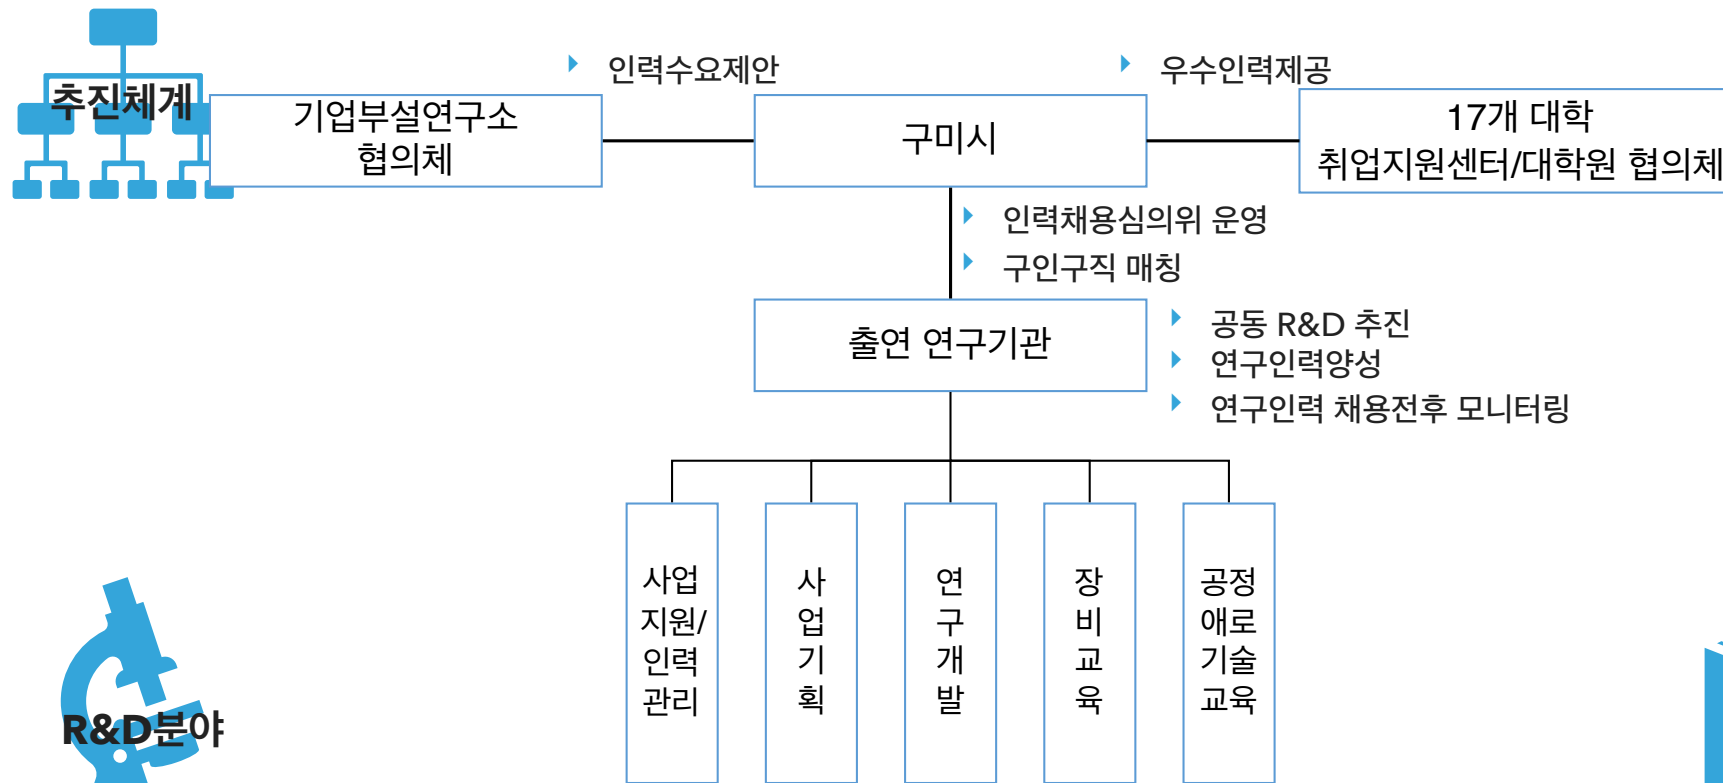 추진체계
인력수요제안
우수인력제공
기업부설연구소
협의체
구미시
17개 대학
취업지원센터/대학원 협의체
인력채용심의위 운영
구인구직 매칭
출연 연구기관
공동 R&D 추진
연구인력양성
연구인력 채용전후 모니터링
사업
지원/
인력
관리
사
업
기
획
연
구
개
발
장
비
교
육
공정
애로
기술
교육
R&D분야